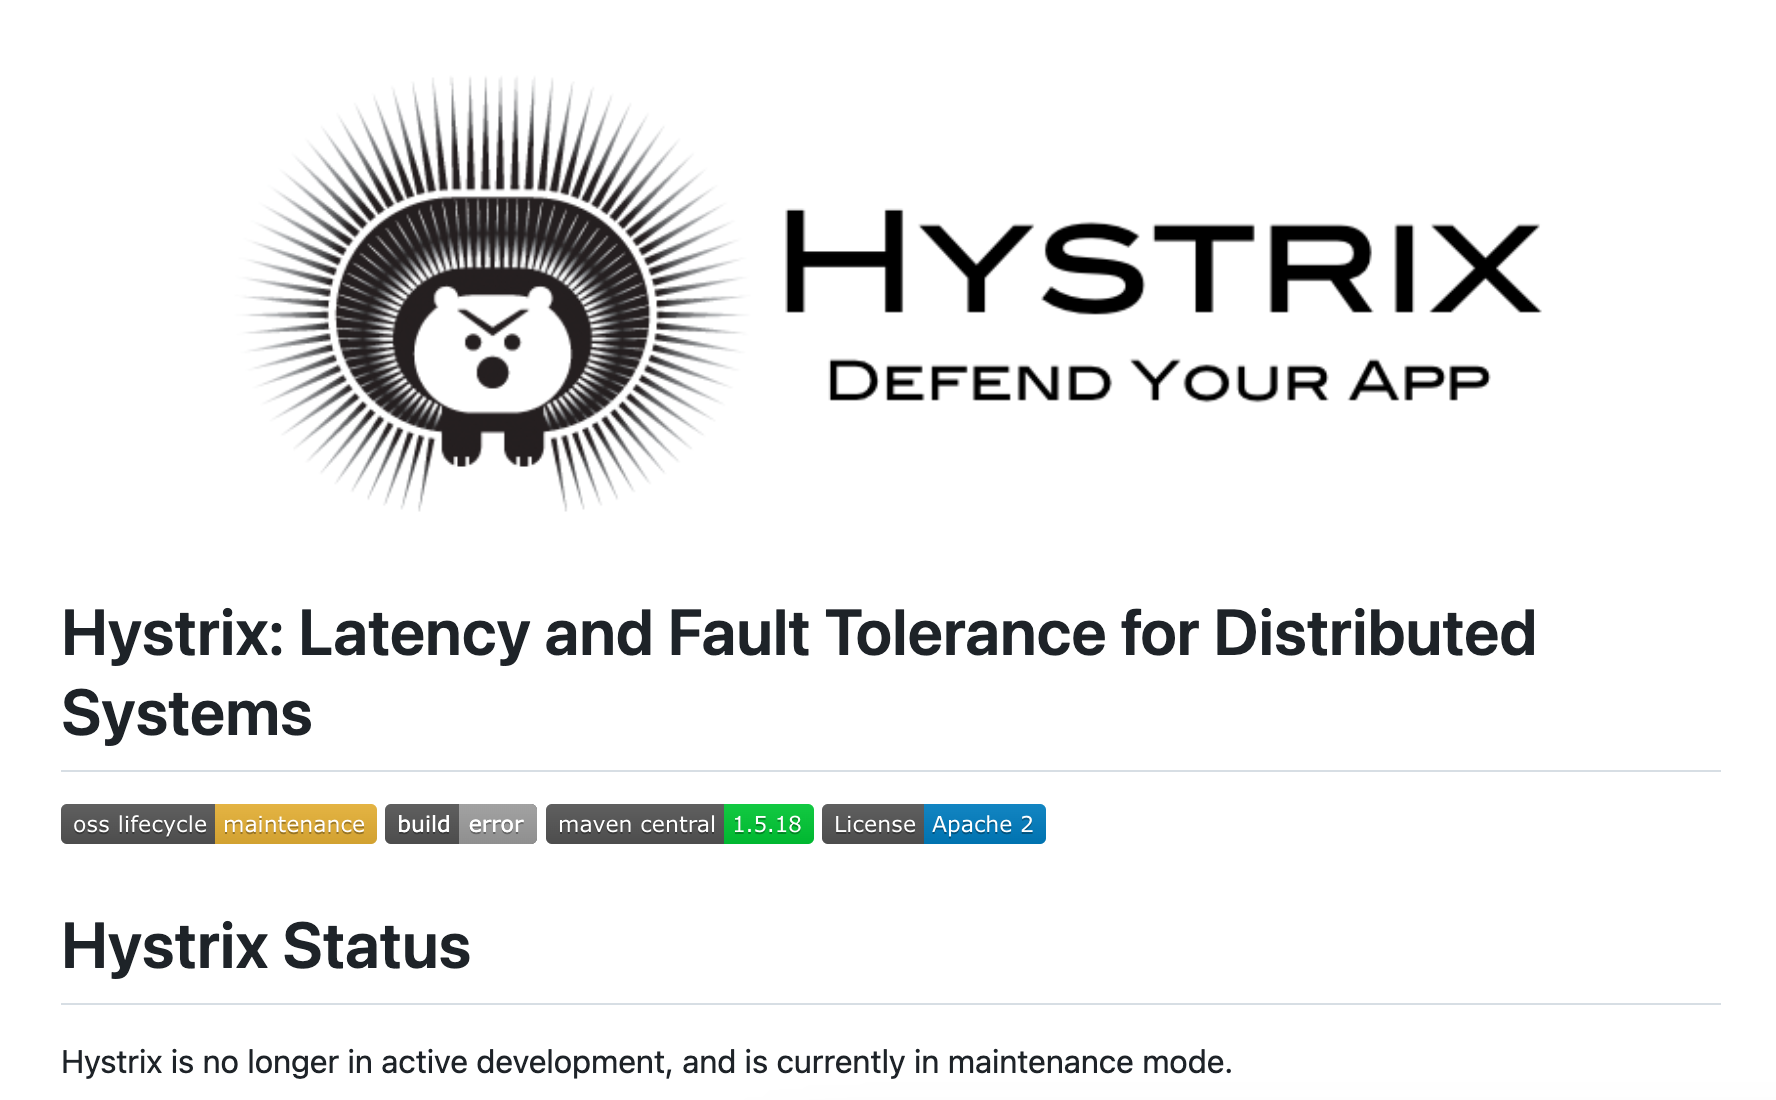 HYSTRIX
DEFEND YOUR APP
Hystrix: Latency and Fault Tolerance for Distributed
Systems
oss lifecycle maintenance build error maven central 1.5.18 License Apache 2
Hystrix Status
Hystrix is no longer in active development, and is currently in maintenance mode.